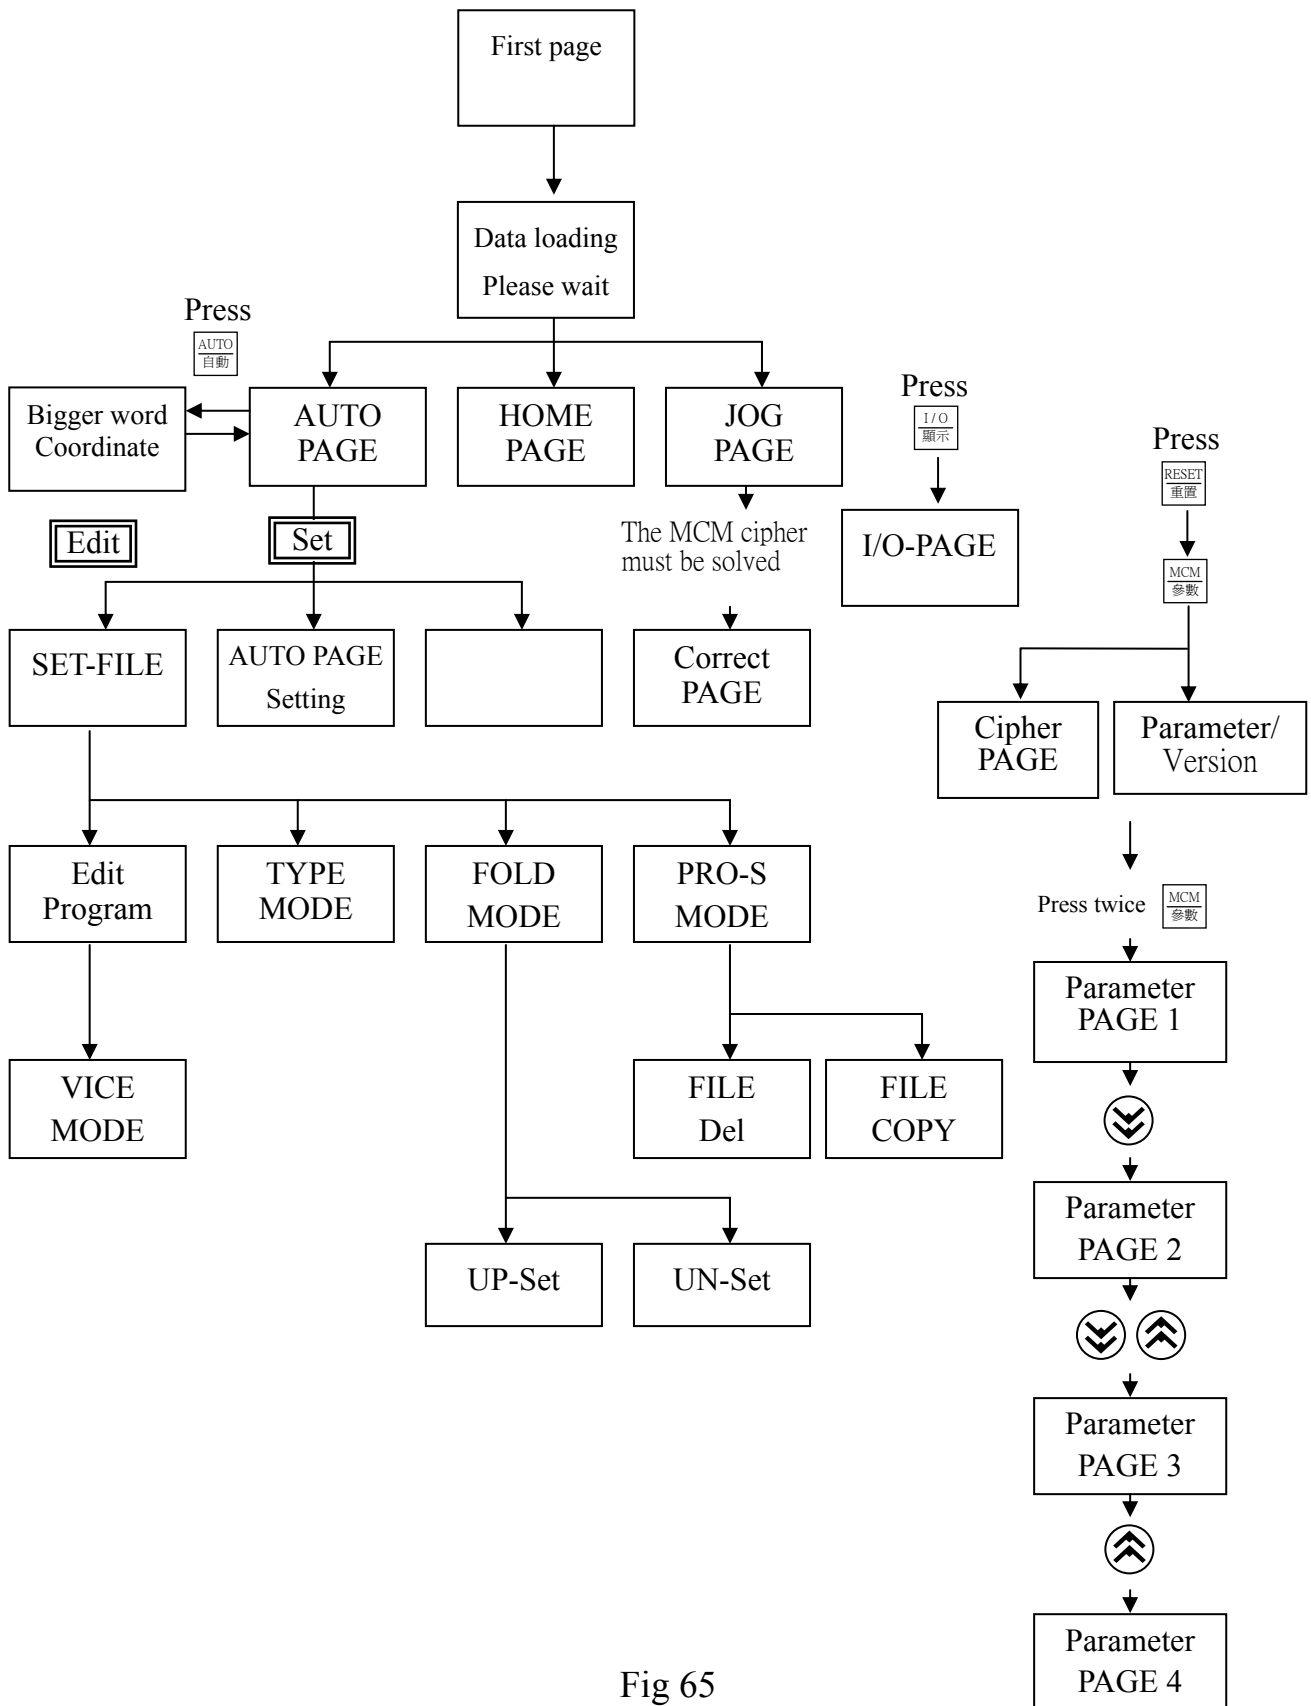 First page
Data loading
Please wait
Press
AUTO
自動
Bigger word
Coordinate
AUTO
PAGE
HOME
PAGE
JOG
PAGE
Press
I/O
顯示
Press
RESET
重置
Edit
Set
The MCM cipher
must be solved
I/O-PAGE
MCM
參數
SET-FILE
AUTO PAGE
Setting
Correct
PAGE
Cipher
PAGE
Parameter/
Version
Edit
Program
TYPE
MODE
FOLD
MODE
PRO-S
MODE
Press twice
MCM
參數
Parameter
PAGE 1
VICE
MODE
FILE
Del
FILE
COPY
Parameter
PAGE 2
UP-Set
UN-Set
Parameter
PAGE 3
Parameter
PAGE 4
Fig 65